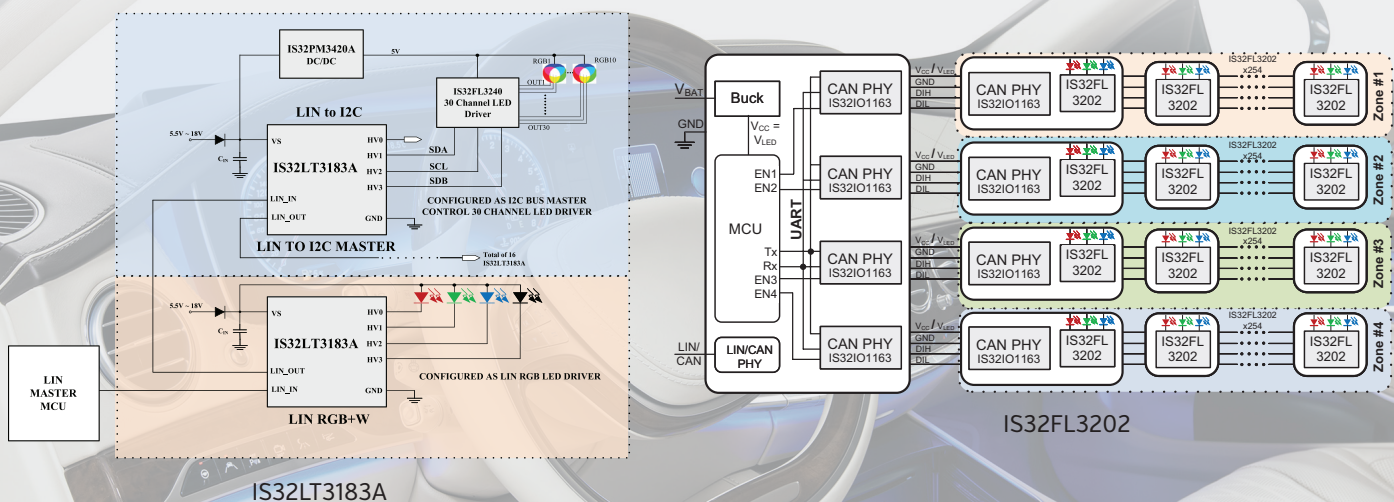 IS32PM3420A
DC/DC
5V
RGB1
RGB10
OUT1
IS32FL3240
30 Channel LED
Driver
OUT30
LIN to I2C
5.5V ~ 18V
CIN
VS
HV0
HV1
HV2
HV3
IS32LT3183A
SDA
SCL
SDB
LIN_IN
LIN_OUT
GND
CONFIGURED AS I2C BUS MASTER
CONTROL 30 CHANNEL LED DRIVER
LIN TO I2C MASTER
Total of 16
IS32LT3183A
5.5V ~ 18V
CIN
VS
HV0
HV1
HV2
HV3
IS32LT3183A
LIN_OUT
LIN_IN
GND
CONFIGURED AS LIN RGB LED DRIVER
LIN RGB+W
LIN
MASTER
MCU
IS32LT3183A
VBAT
GND
Buck
VCC =
VLED
MCU
EN1
EN2
Tx
Rx
EN3
EN4
UART
LIN/
CAN
LIN/CAN
PHY
CAN PHY
IS32IO1163
CAN PHY
IS32IO1163
CAN PHY
IS32IO1163
CAN PHY
IS32IO1163
VCC / VLED
GND
DIH
DIL
CAN PHY
IS32IO1163
IS32FL
3202
IS32FL
3202
IS32FL3202
x254
IS32FL
3202
Zone #1
VCC / VLED
GND
DIH
DIL
CAN PHY
IS32IO1163
IS32FL
3202
IS32FL
3202
IS32FL3202
x254
IS32FL
3202
Zone #2
VCC / VLED
GND
DIH
DIL
CAN PHY
IS32IO1163
IS32FL
3202
IS32FL
3202
IS32FL3202
x254
IS32FL
3202
Zone #3
VCC / VLED
GND
DIH
DIL
CAN PHY
IS32IO1163
IS32FL
3202
IS32FL
3202
IS32FL3202
x254
IS32FL
3202
Zone #4
IS32FL3202